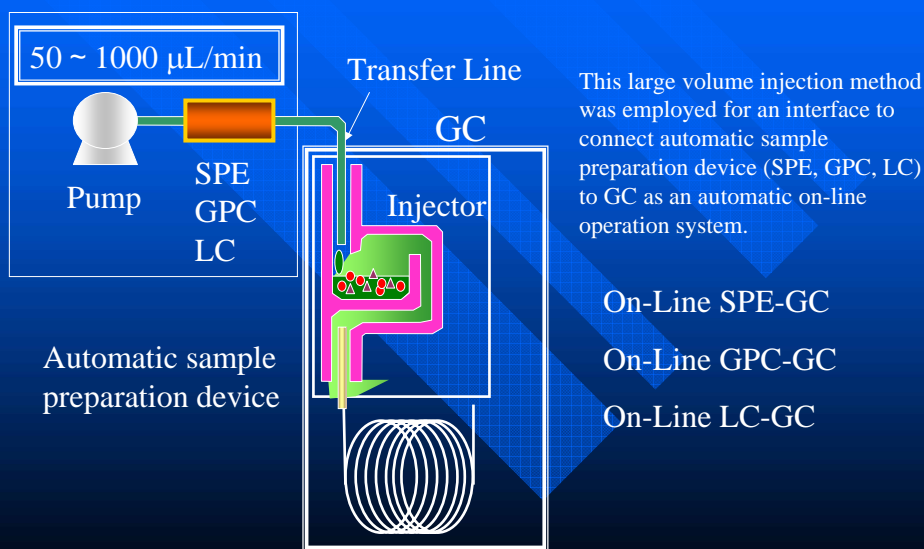 50 ~ 1000 μL/min
Transfer Line
GC
Pump
SPE
GPC
LC
Injector
Automatic sample
preparation device
This large volume injection method
was employed for an interface to
connect automatic sample
preparation device (SPE, GPC, LC)
to GC as an automatic on-line
operation system.
On-Line SPE-GC
On-Line GPC-GC
On-Line LC-GC